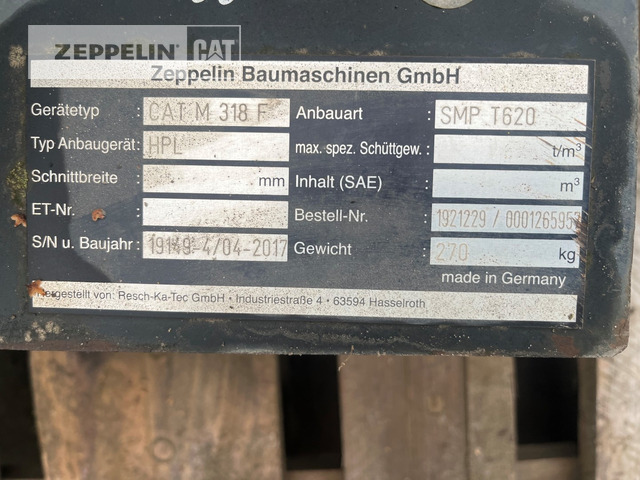 ZEPPELIN CAT
Zeppelin Baumaschinen GmbH
Gerätetyp : CAT M 318 F Anbauart : SMP T620
Typ Anbaugerät: HPL max. spez. Schüttgew. : t/m³
Schnittbreite : mm Inhalt (SAE) : m³
ET-Nr. : Bestell-Nr. : 1921229 / 0001265953
S/N u. Baujahr : 19149-4/04-2017 Gewicht : 270 kg
made in Germany
Hergestellt von: Resch-Ka-Tec GmbH • Industriestraße 4 • 63594 Hasselroth